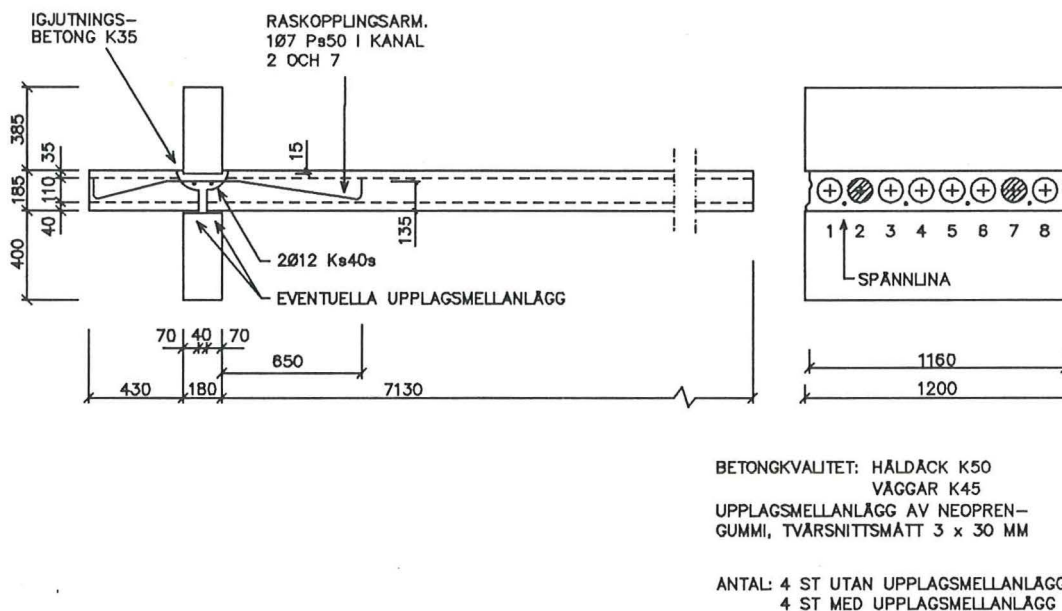 IGJUTNINGS-
BETONG K35
RASKOPPLINGSARM.
1Ø7 Ps50 I KANAL
2 OCH 7
385
35
185
110
40
400
15
135
2Ø12 Ks40s
EVENTUELLA UPPLAGSMELLANLÄGG
1 2 3 4 5 6 7 8
SPÄNNLINA
70 40 70
650
430
180
7130
1160
1200
BETONGKVALITET: HÅLDÄCK K50
VÄGGAR K45
UPPLAGSMELLANLÄGG AV NEOPREN-
GUMMI, TVÄRSNITTSMÅTT 3 x 30 MM
ANTAL: 4 ST UTAN UPPLAGSMELLANLÄGG
4 ST MED UPPLAGSMELLANLÄGG